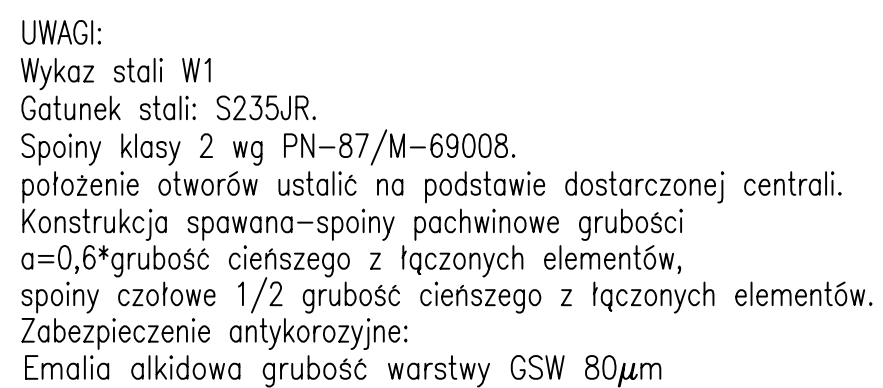 UWAGI:
Wykaz stali W1
Gatunek stali: S235JR.
Spoiny klasy 2 wg PN-87/M-69008.
położenie otworów ustalić na podstawie dostarczonej centrali.
Konstrukcja spawana-spoiny pachwinowe grubości
a=0,6*grubość cieńszego z łączonych elementów,
spoiny czołowe 1/2 grubość cieńszego z łączonych elementów.
Zabezpieczenie antykorozyjne:
Emalia alkidowa grubość warstwy GSW 80μm